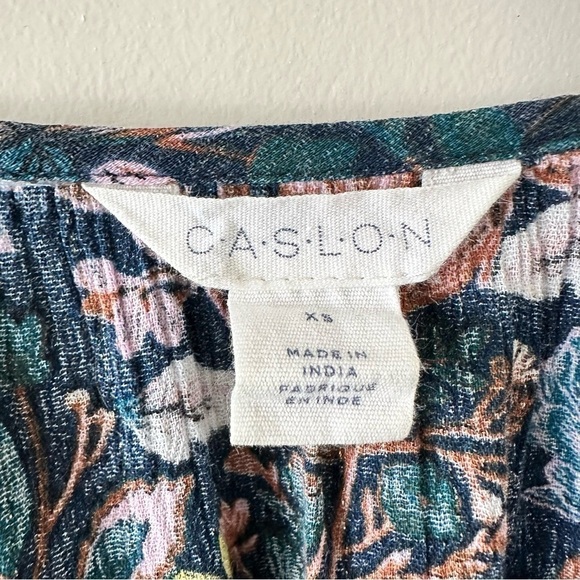 C·A·S·L·O·N
XS
MADE IN
INDIA
FABRIQUE
EN INDE